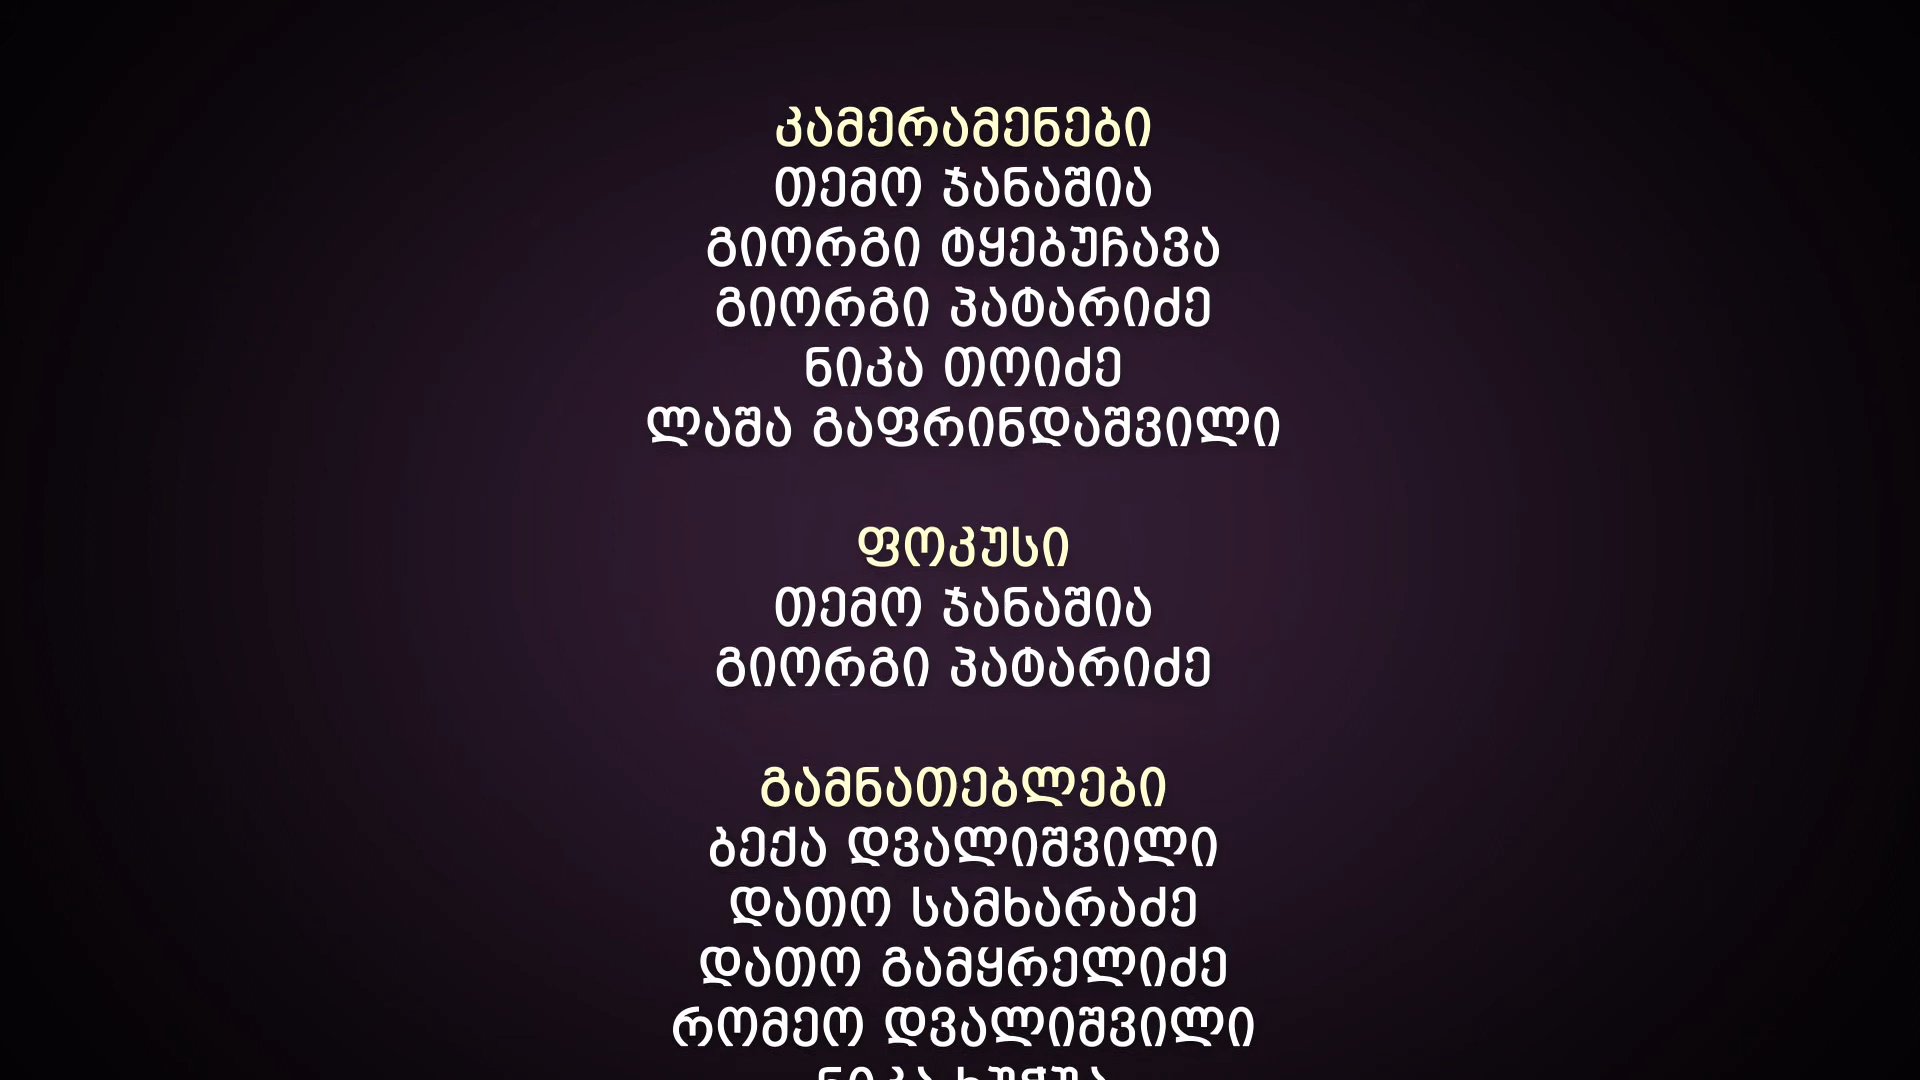 კამერამენები
თემო ჯანაშია
გიორგი ტყებუჩავა
გიორგი პატარიძე
ნიკა თოიძე
ლაშა გაფრინდაშვილი
ფოკუსი
თემო ჯანაშია
გიორგი პატარიძე
გამნათებლები
ბექა დვალიშვილი
დათო სამხარაძე
დათო გამყრელიძე
რომეო დვალიშვილი
ნიკა